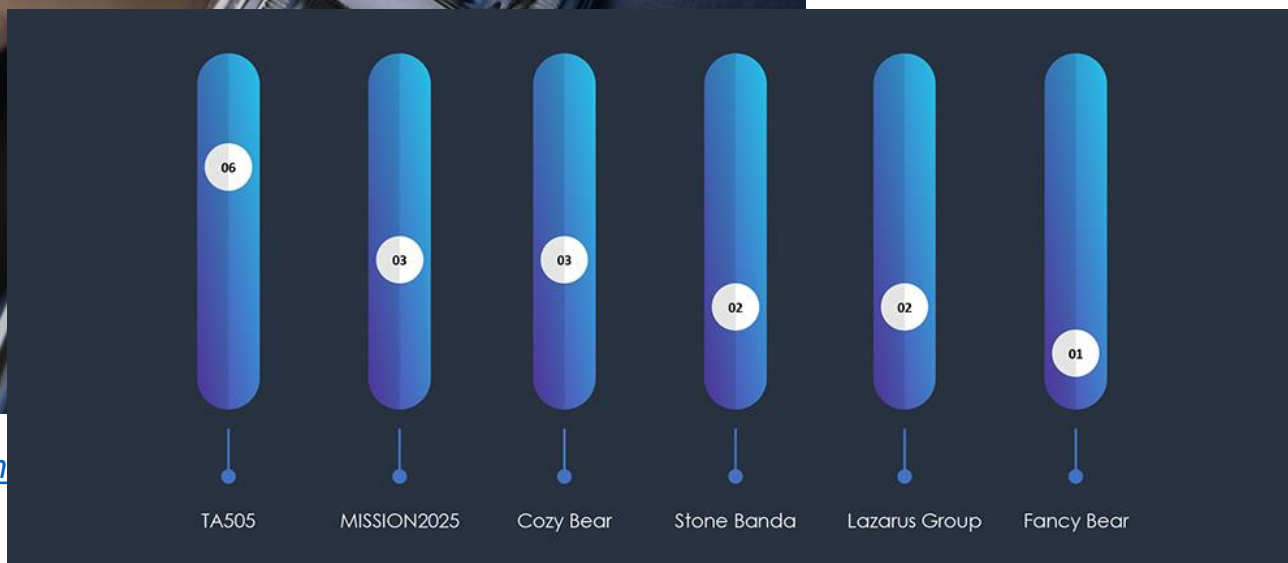 06
03
03
02
02
01
TA505
MISSION2025
Cozy Bear
Stone Banda
Lazarus Group
Fancy Bear